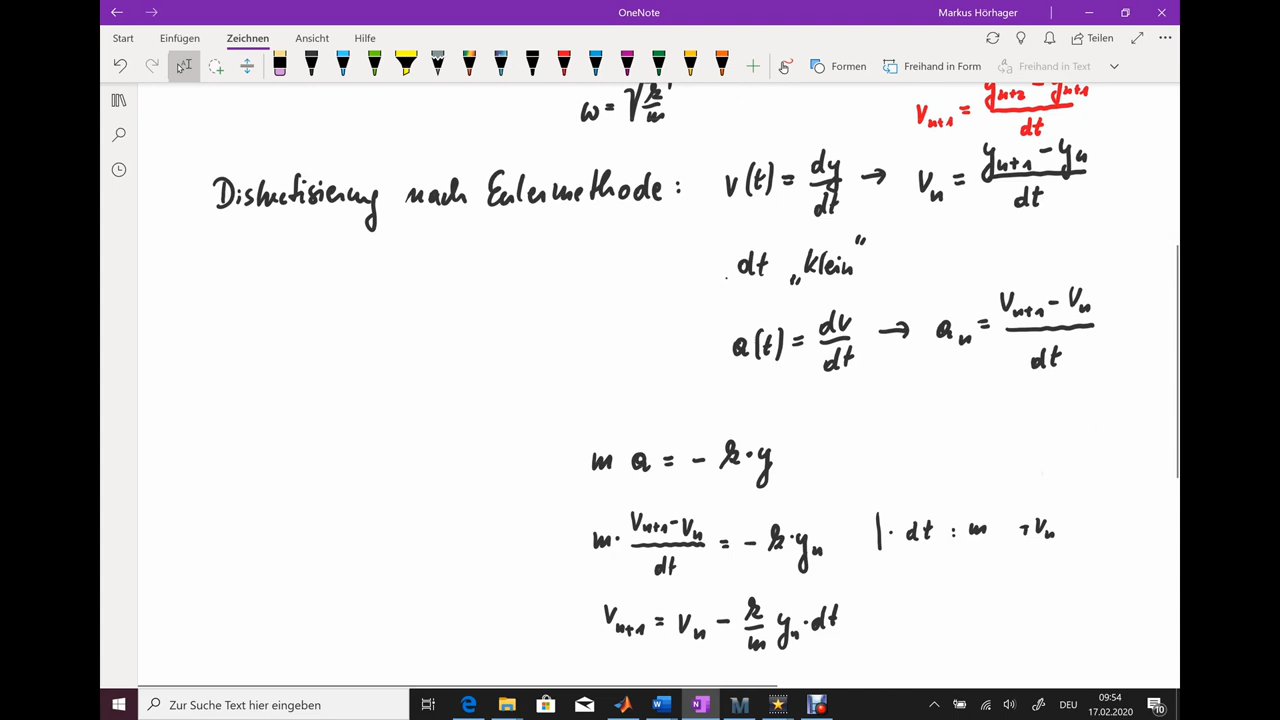 OneNote
Markus Hörhager
Start Einfügen Zeichnen Ansicht Hilfe
Teilen
Formen Freihand in Form Freihand in Text
ω = √(k/m)
v_{n+1} = (y_{n+2} - y_{n+1})/dt
Diskretisierung nach Eulermethode : v(t) = dy/dt → v_n = (y_{n+1} - y_n)/dt
dt „klein“
a(t) = dv/dt → a_n = (v_{n+1} - v_n)/dt
m a = - k·y
m· (v_{n+1} - v_n)/dt = - k·y_n |· dt : m + v_n
v_{n+1} = v_n - k/m y_n · dt
Zur Suche Text hier eingeben
DEU
09:54
17.02.2020
10